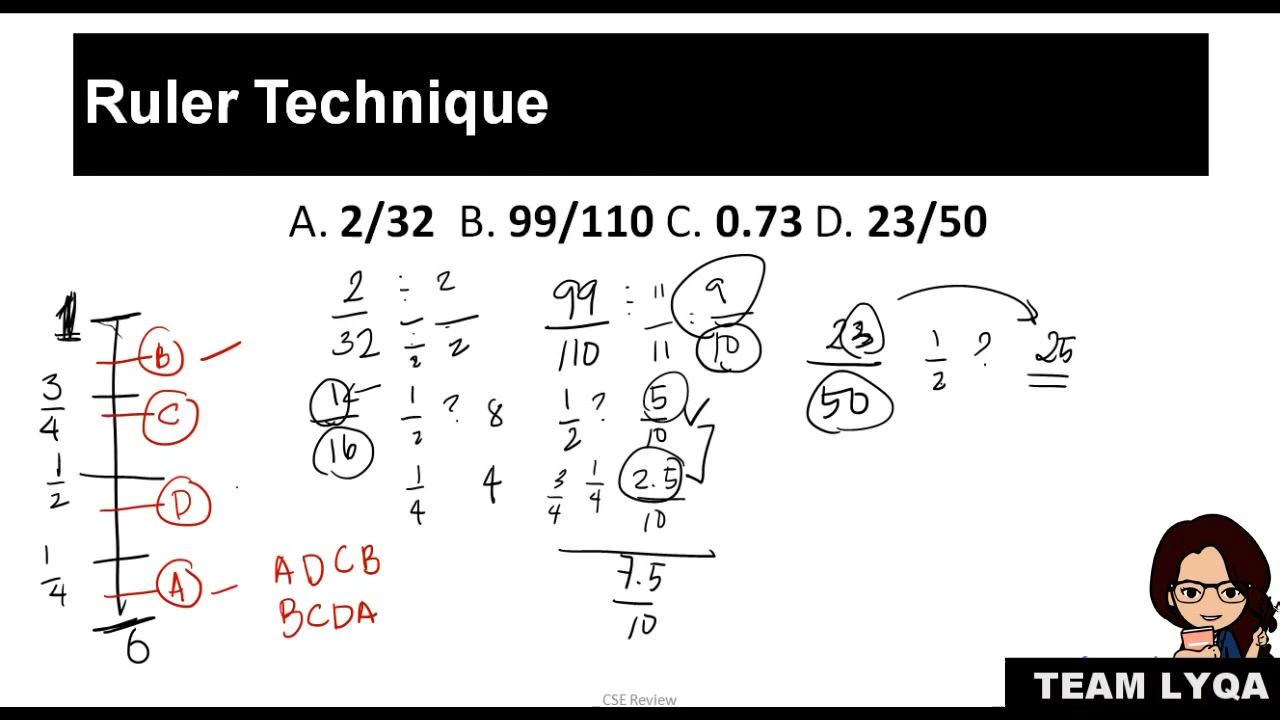 Ruler Technique
A. 2/32 B. 99/110 C. 0.73 D. 23/50
1
B
3/4
C
1/2
D
1/4
A
6
2/32 ÷ 2/2
1/16
1/2 ? 8
1/4 4
99/110 ÷ 11/11 = 9/10
1/2 ? 5/10
3/4 1/4 2.5/10
7.5/10
23/50 1/2 ? 25
A D C B
B C D A
CSE Review
TEAM LYQA